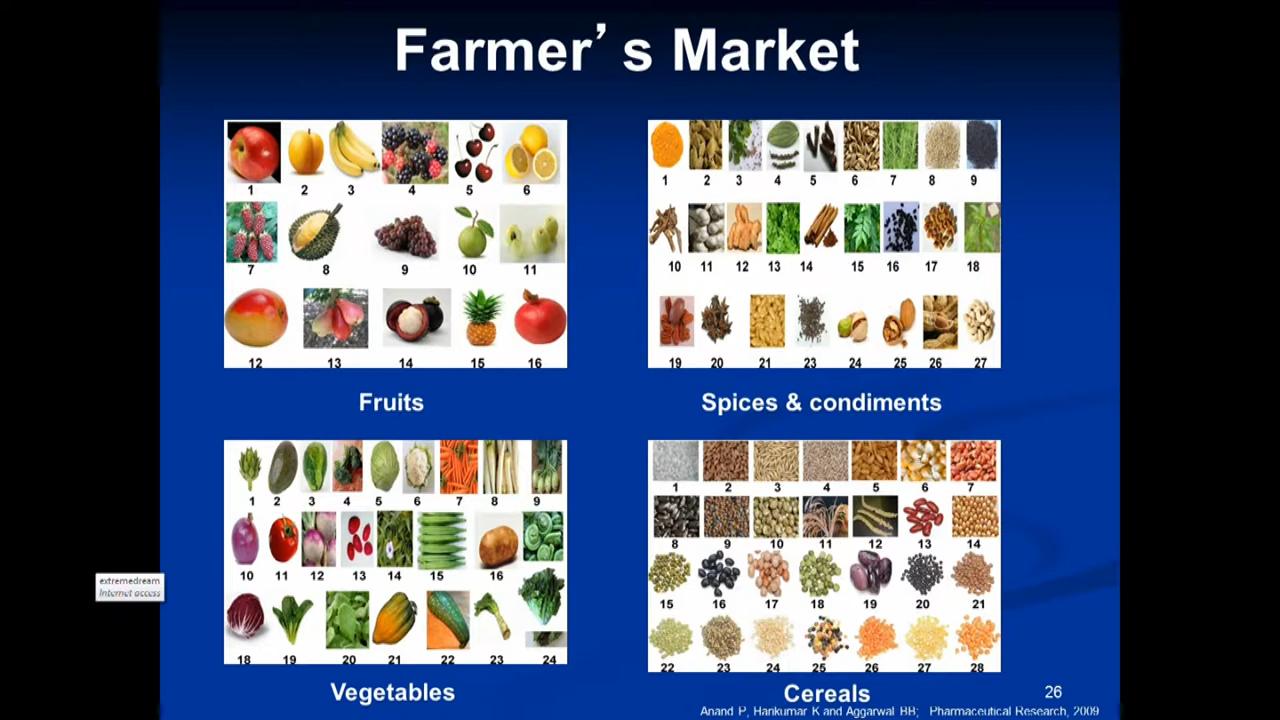 Farmer’s Market
1 2 3 4 5 6
7 8 9 10 11
12 13 14 15 16
Fruits
1 2 3 4 5 6 7 8 9
10 11 12 13 14 15 16 17 18
19 20 21 23 24 25 26 27
Spices & condiments
1 2 3 4 5 6 7 8 9
10 11 12 13 14 15 16
18 19 20 21 22 23 24
Vegetables
1 2 3 4 5 6 7
8 9 10 11 12 13 14
15 16 17 18 19 20 21
22 23 24 25 26 27 28
Cereals
26
Anand P, Harikumar K and Aggarwal BB; Pharmaceutical Research, 2009
extremedream
Internet access